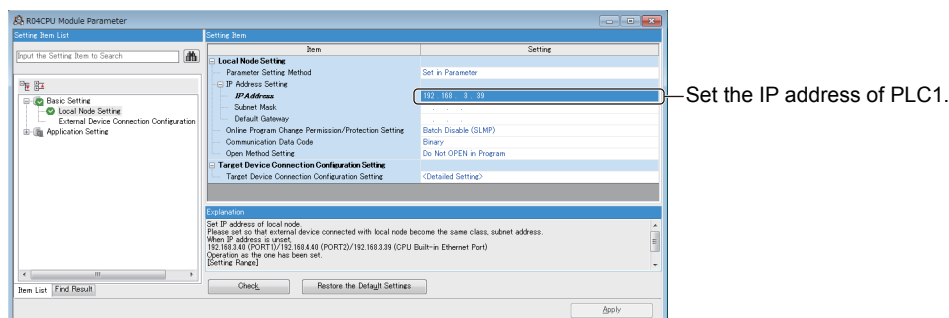 R04CPU Module Parameter
Setting Item List
Setting Item
Input the Setting Item to Search
Basic Setting
Local Node Setting
External Device Connection Configuration
Application Setting
Item List
Find Result
Item Setting
Local Node Setting
Parameter Setting Method Set in Parameter
IP Address Setting
IP Address 192 . 168 . 3 . 39
Subnet Mask . . .
Default Gateway . . .
Online Program Change Permission/Protection Setting Batch Disable (SLMP)
Communication Data Code Binary
Open Method Setting Do Not OPEN in Program
Target Device Connection Configuration Setting
Target Device Connection Configuration Setting <Detailed Setting>
Set the IP address of PLC1.
Explanation
Set IP address of local node.
Please set so that external device connected with local node become the same class, subnet address.
When IP address is unset,
192.168.3.40 (PORT1)/192.168.4.40 (PORT2)/192.168.3.39 (CPU Built-in Ethernet Port)
Operation as the one has been set.
[Setting Range]
Check
Restore the Default Settings
Apply